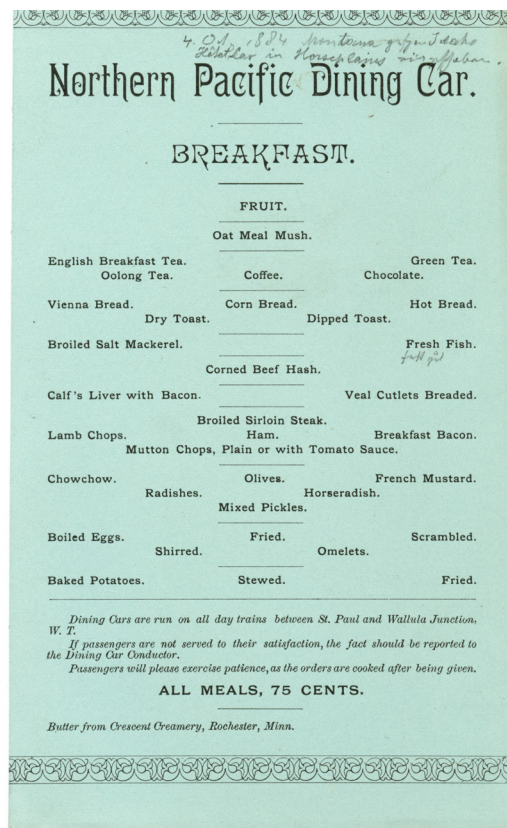 4. Oct. 1884 Montana
in
Northern Pacific Dining Car.
BREAKFAST.
FRUIT.
Oat Meal Mush.
English Breakfast Tea. Green Tea.
Oolong Tea. Coffee. Chocolate.
Vienna Bread. Corn Bread. Hot Bread.
Dry Toast. Dipped Toast.
Broiled Salt Mackerel. Fresh Fish.
Corned Beef Hash.
Calf's Liver with Bacon. Veal Cutlets Breaded.
Broiled Sirloin Steak.
Lamb Chops. Ham. Breakfast Bacon.
Mutton Chops, Plain or with Tomato Sauce.
Chowchow. Olives. French Mustard.
Radishes. Horseradish.
Mixed Pickles.
Boiled Eggs. Fried. Scrambled.
Shirred. Omelets.
Baked Potatoes. Stewed. Fried.
Dining Cars are run on all day trains between St. Paul and Wallula Junction,
W. T.
If passengers are not served to their satisfaction, the fact should be reported to
the Dining Car Conductor.
Passengers will please exercise patience, as the orders are cooked after being given.
ALL MEALS, 75 CENTS.
Butter from Crescent Creamery, Rochester, Minn.